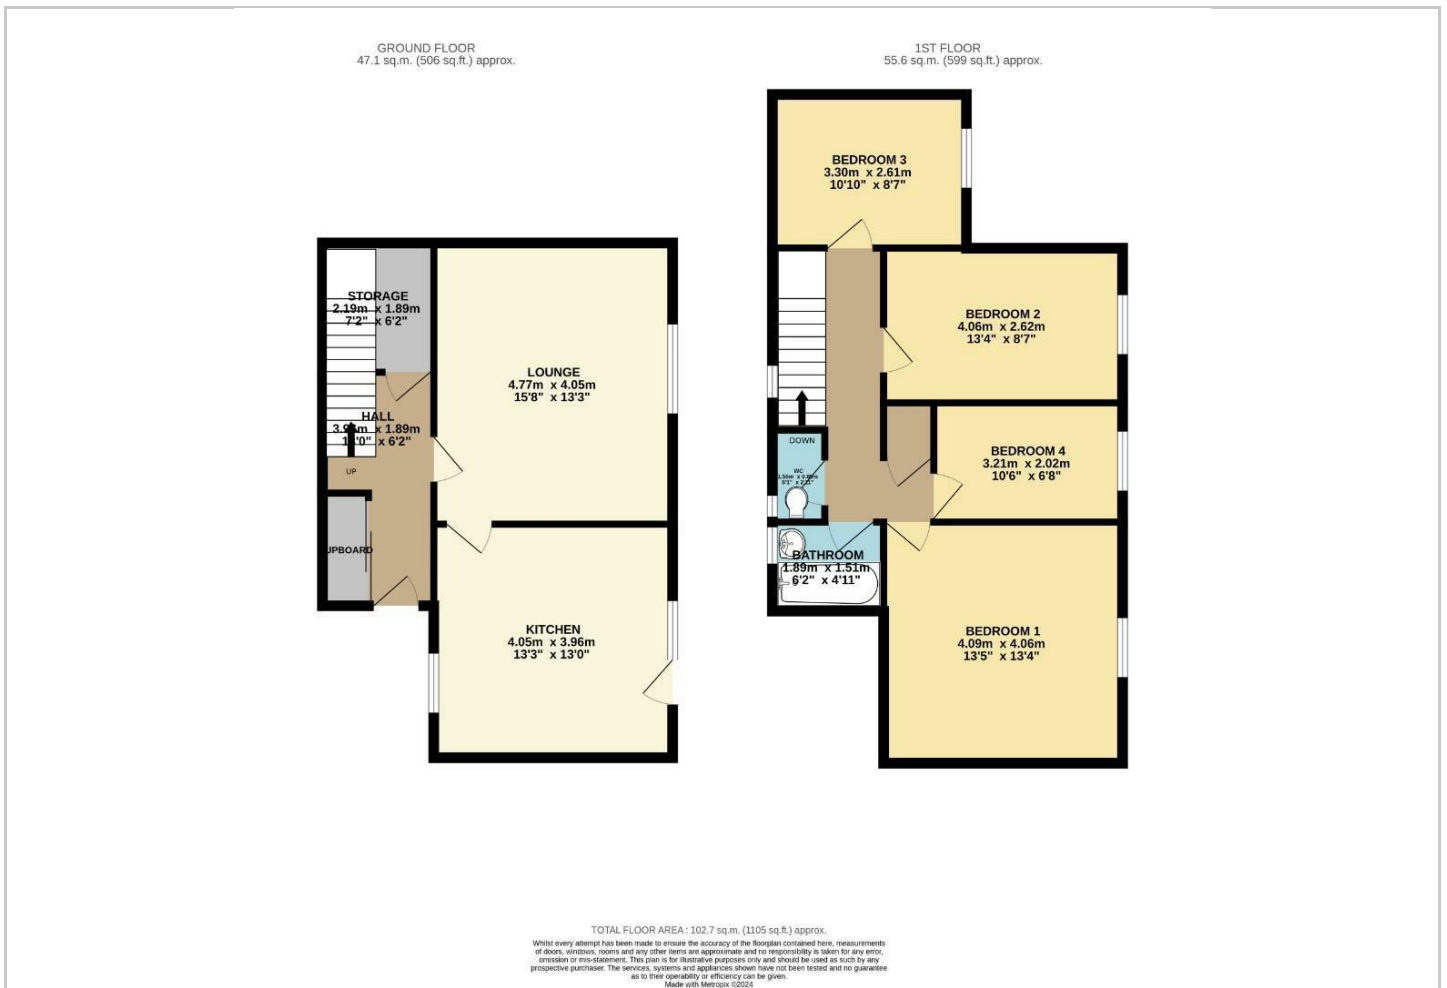 GROUND FLOOR
47.1 sq.m. (506 sq.ft.) approx.
STORAGE
2.19m x 1.89m
7'2" x 6'2"
LOUNGE
4.77m x 4.05m
15'8" x 13'3"
HALL
x 1.89m
x 6'2"
UP
UPBOARD
KITCHEN
4.05m x 3.96m
13'3" x 13'0"
1ST FLOOR
55.6 sq.m. (599 sq.ft.) approx.
BEDROOM 3
3.30m x 2.61m
10'10" x 8'7"
BEDROOM 2
4.06m x 2.62m
13'4" x 8'7"
DOWN
WC
BEDROOM 4
3.21m x 2.02m
10'6" x 6'8"
BATHROOM
1.89m x 1.51m
6'2" x 4'11"
BEDROOM 1
4.09m x 4.06m
13'5" x 13'4"
TOTAL FLOOR AREA : 102.7 sq.m. (1105 sq.ft.) approx.
Whilst every attempt has been made to ensure the accuracy of the floorplan contained here, measurements
of doors, windows, rooms and any other items are approximate and no responsibility is taken for any error,
omission or mis-statement. This plan is for illustrative purposes only and should be used as such by any
prospective purchaser. The services, systems and appliances shown have not been tested and no guarantee
as to their operability or efficiency can be given.
Made with Metropix ©2024